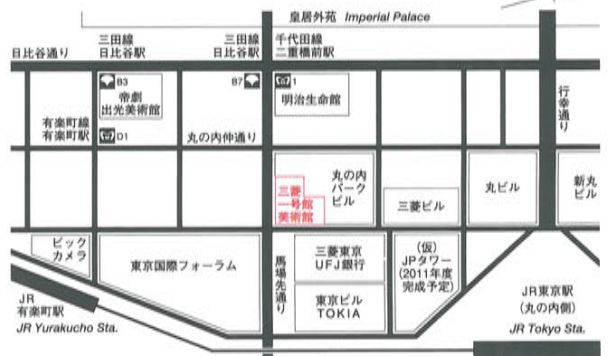 皇居外苑 Imperial Palace
日比谷通り
三田線
日比谷駅
三田線
日比谷駅
千代田線
二重橋前駅
B3
帝劇
出光美術館
B7
1
明治生命館
行幸通り
有楽町線
有楽町駅
D1
丸の内仲通り
三菱
一号館
美術館
丸の内
パーク
ビル
三菱ビル
丸ビル
新丸
ビル
ビック
カメラ
東京国際フォーラム
馬場先通り
三菱東京
UFJ銀行
東京ビル
TOKIA
(仮)
JPタワー
(2011年度
完成予定)
JR
有楽町駅
JR Yurakucho Sta.
JR東京駅
(丸の内側)
JR Tokyo Sta.